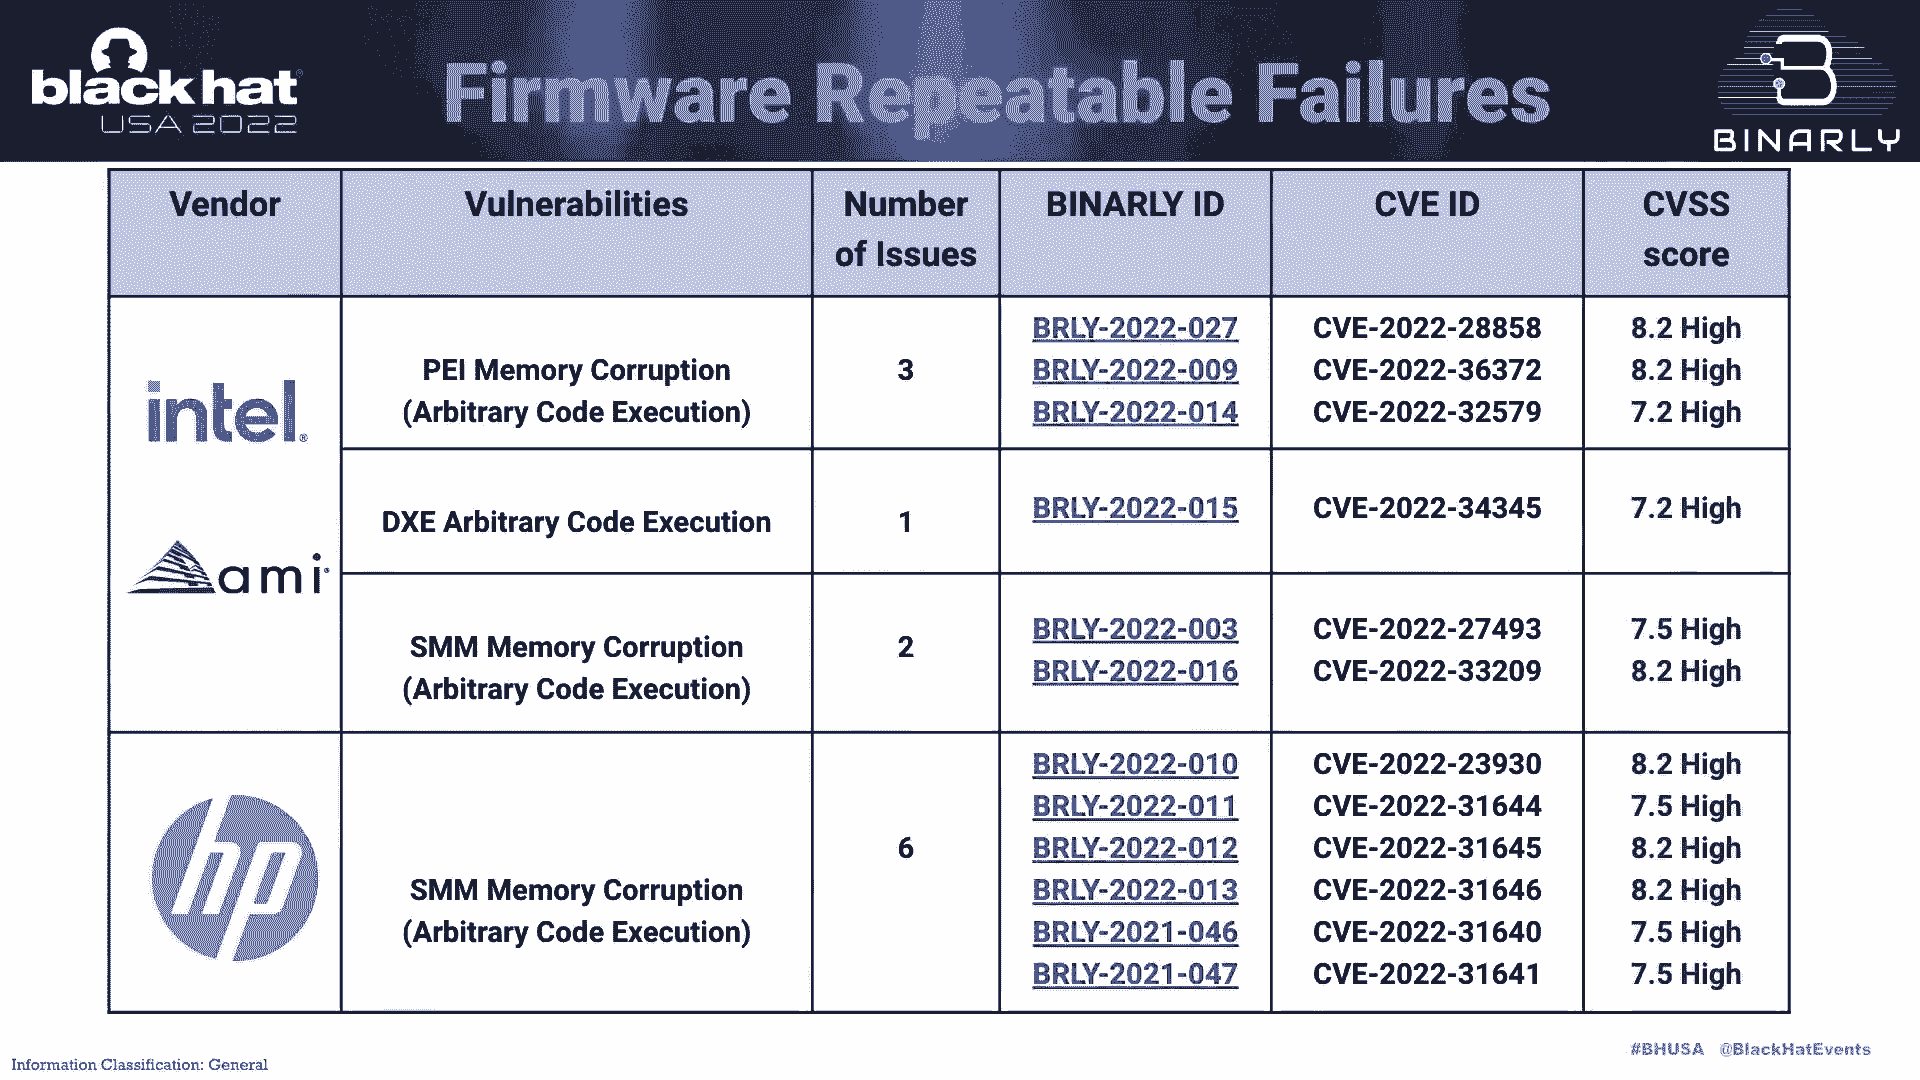 black hat
USA 2022
Firmware Repeatable Failures
BINARLY
Vendor Vulnerabilities Number of Issues BINARLY ID CVE ID CVSS score
intel
ami
PEI Memory Corruption
(Arbitrary Code Execution)
3
BRLY-2022-027 CVE-2022-28858 8.2 High
BRLY-2022-009 CVE-2022-36372 8.2 High
BRLY-2022-014 CVE-2022-32579 7.2 High
DXE Arbitrary Code Execution
1
BRLY-2022-015 CVE-2022-34345 7.2 High
SMM Memory Corruption
(Arbitrary Code Execution)
2
BRLY-2022-003 CVE-2022-27493 7.5 High
BRLY-2022-016 CVE-2022-33209 8.2 High
hp
SMM Memory Corruption
(Arbitrary Code Execution)
6
BRLY-2022-010 CVE-2022-23930 8.2 High
BRLY-2022-011 CVE-2022-31644 7.5 High
BRLY-2022-012 CVE-2022-31645 8.2 High
BRLY-2022-013 CVE-2022-31646 8.2 High
BRLY-2021-046 CVE-2022-31640 7.5 High
BRLY-2021-047 CVE-2022-31641 7.5 High
Information Classification: General
#BHUSA @BlackHatEvents